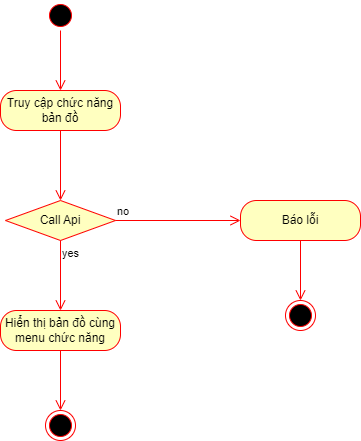 Truy cập chức năng
bản đồ
Call Api
no
Báo lỗi
yes
Hiển thị bản đồ cùng
menu chức năng